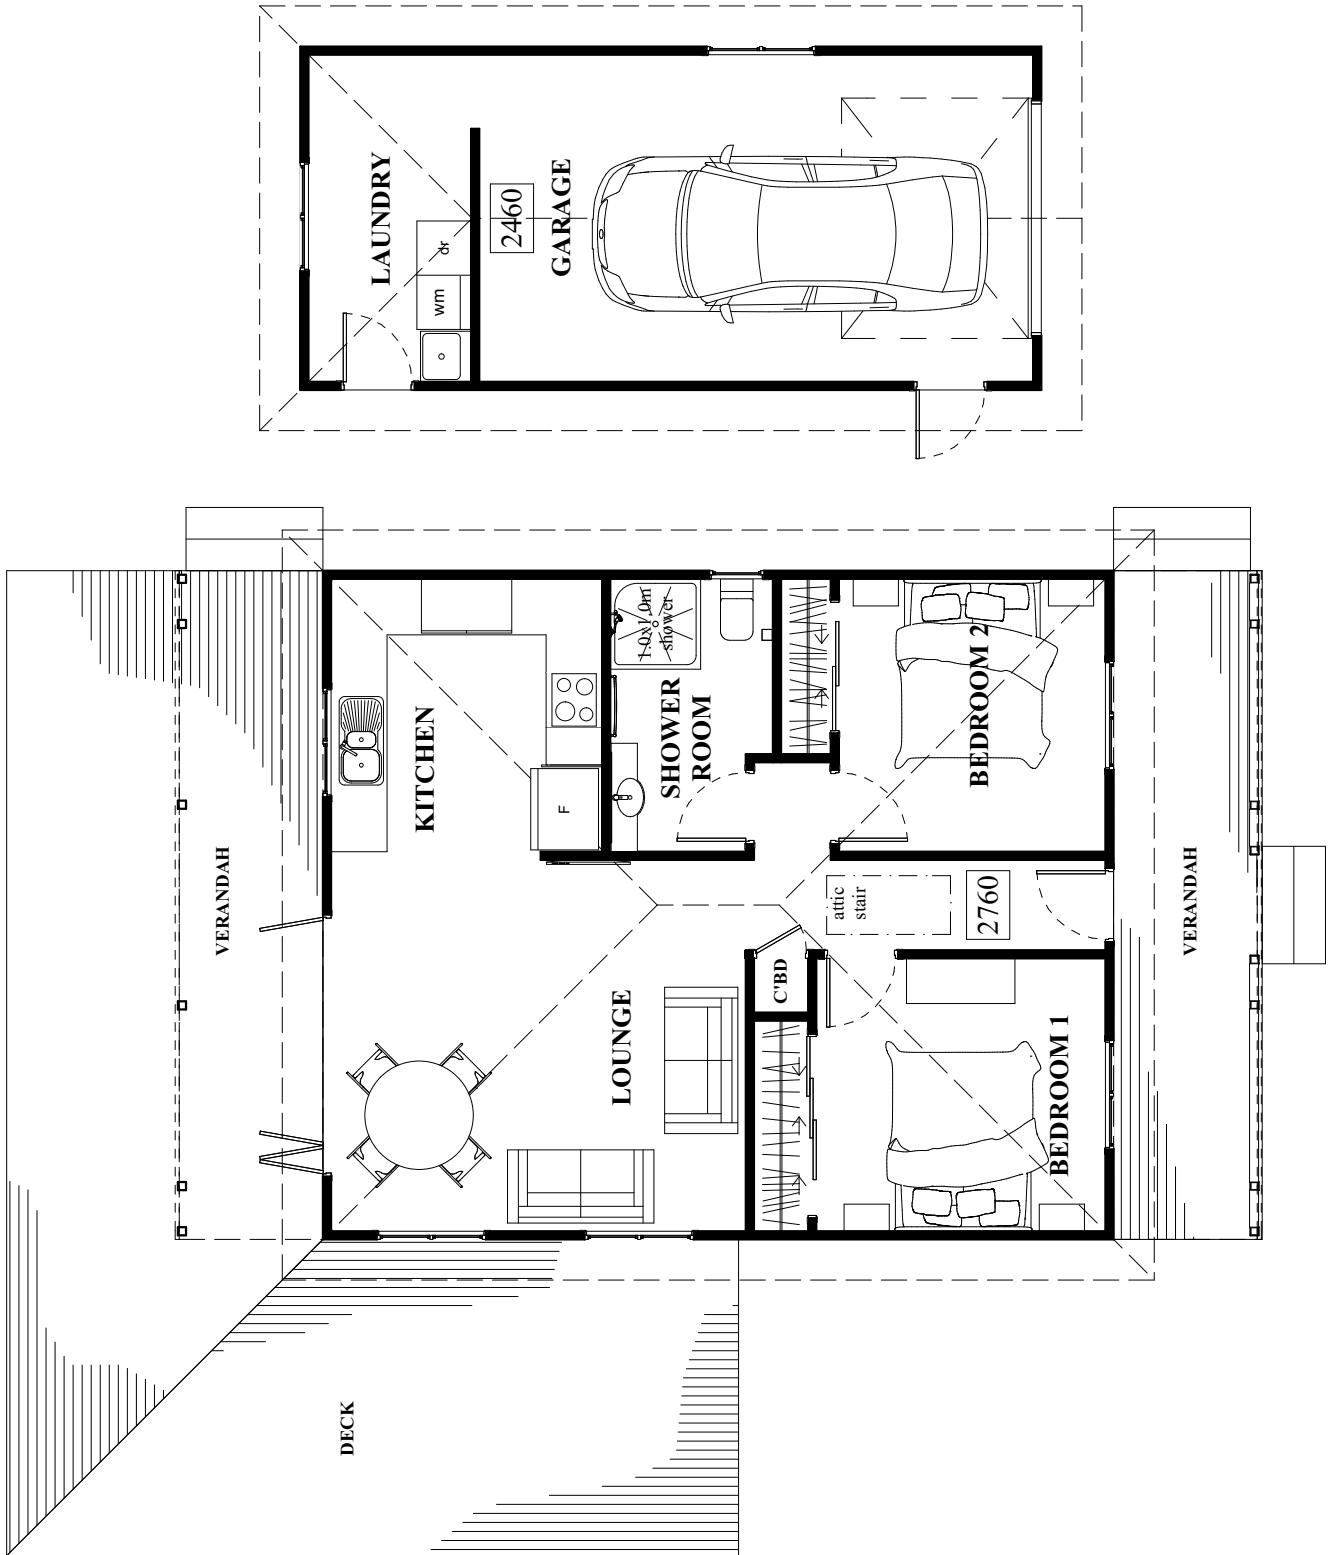 LAUNDRY
dr
wm
2460
GARAGE
VERANDAH
KITCHEN
F
1.0x1.0m
shower
SHOWER
ROOM
BEDROOM 2
attic
stair
2760
VERANDAH
C'BD
LOUNGE
BEDROOM 1
DECK